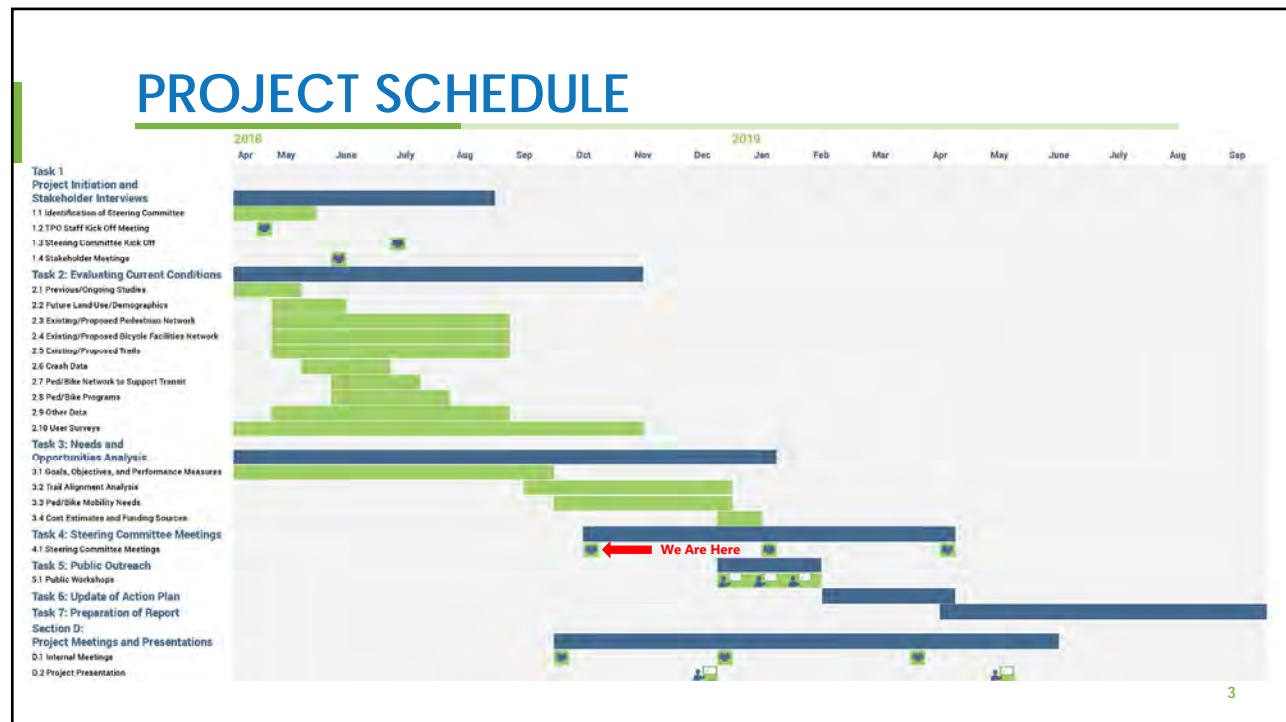 PROJECT SCHEDULE
2018 2019
Apr May June July Aug Sep Oct Nov Dec Jan Feb Mar Apr May June July Aug Sep
Task 1
Project Initiation and
Stakeholder Interviews
1.1 Identification of Steering Committee
1.2 TPO Staff Kick Off Meeting
1.3 Steering Committee Kick Off
1.4 Stakeholder Meetings
Task 2: Evaluating Current Conditions
2.1 Previous/Ongoing Studies
2.2 Future Land Use/Demographics
2.3 Existing/Proposed Pedestrian Network
2.4 Existing/Proposed Bicycle Facilities Network
2.5 Existing/Proposed Trails
2.6 Crash Data
2.7 Ped/Bike Network to Support Transit
2.8 Ped/Bike Programs
2.9 Other Data
2.10 User Surveys
Task 3: Needs and
Opportunities Analysis
3.1 Goals, Objectives, and Performance Measures
3.2 Trail Alignment Analysis
3.3 Ped/Bike Mobility Needs
3.4 Cost Estimates and Funding Sources
Task 4: Steering Committee Meetings
4.1 Steering Committee Meetings We Are Here
Task 5: Public Outreach
5.1 Public Workshops
Task 6: Update of Action Plan
Task 7: Preparation of Report
Section D:
Project Meetings and Presentations
D.1 Internal Meetings
D.2 Project Presentation
3